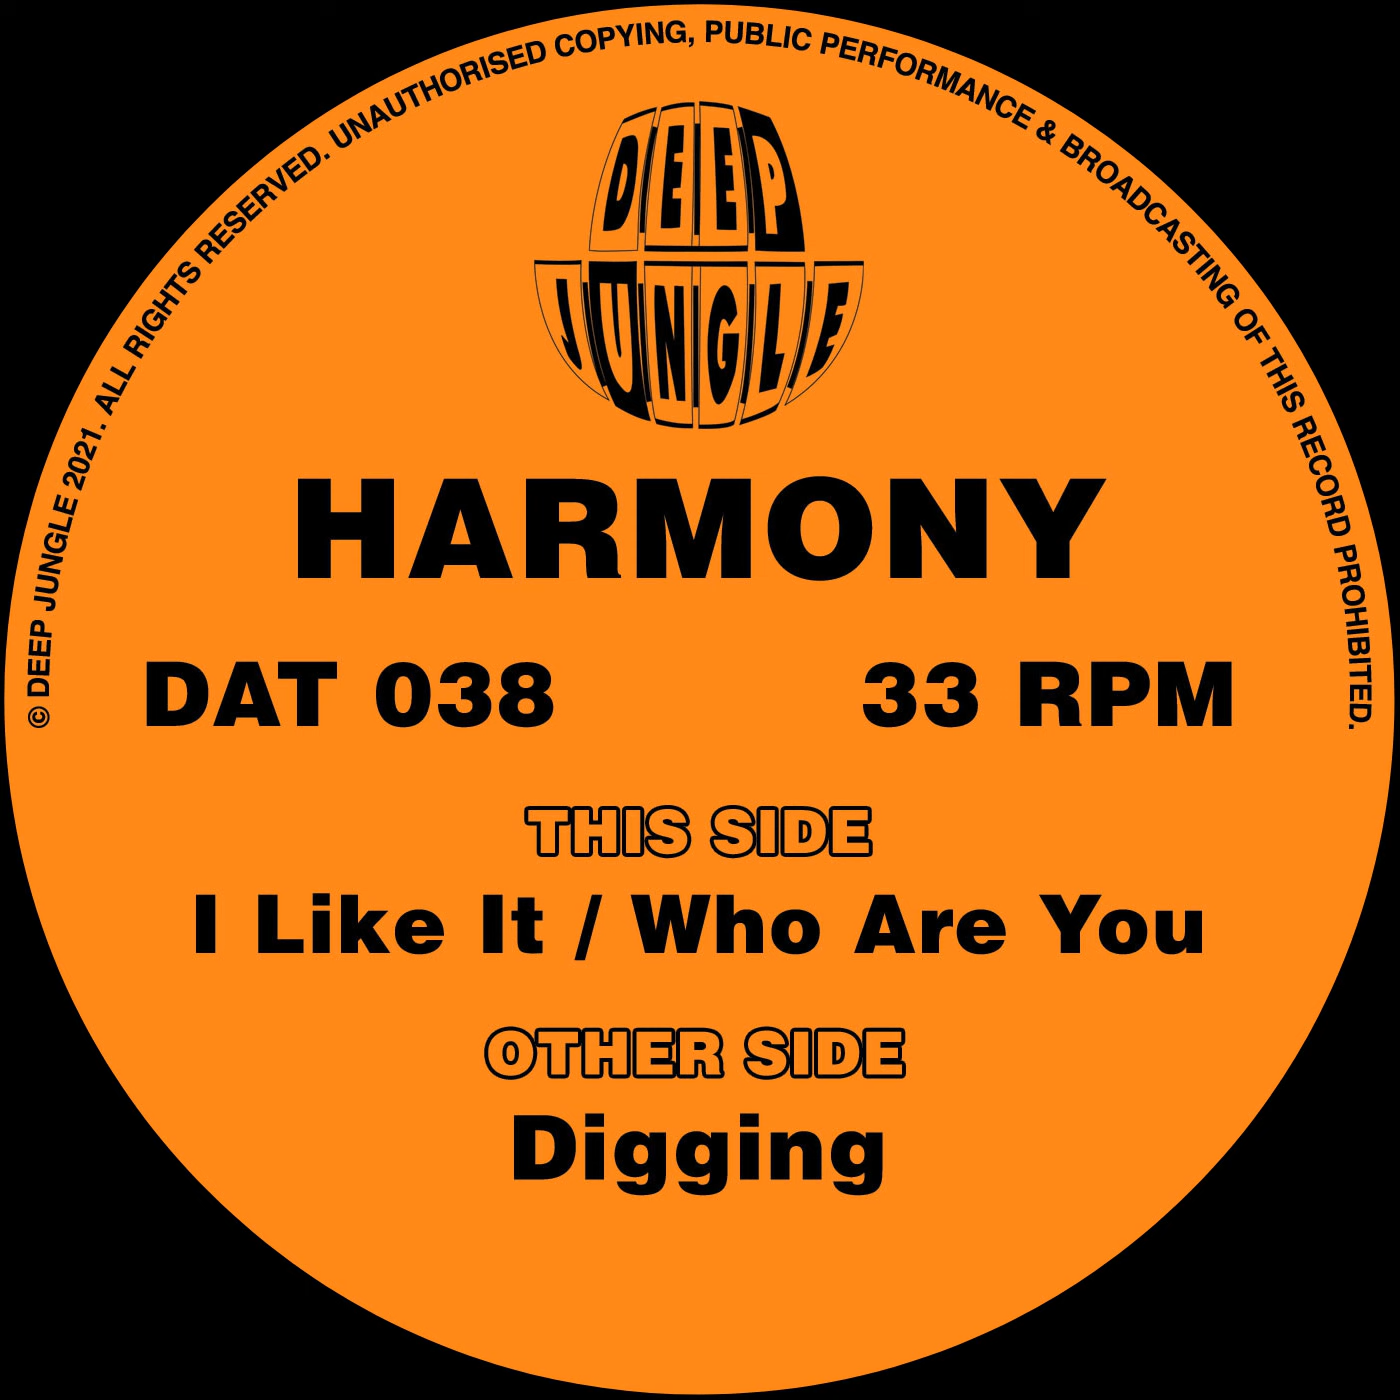 © DEEP JUNGLE 2021. ALL RIGHTS RESERVED. UNAUTHORISED COPYING, PUBLIC PERFORMANCE & BROADCASTING OF THIS RECORD PROHIBITED.
DEEP
JUNGLE
HARMONY
DAT 038 33 RPM
THIS SIDE
I Like It / Who Are You
OTHER SIDE
Digging